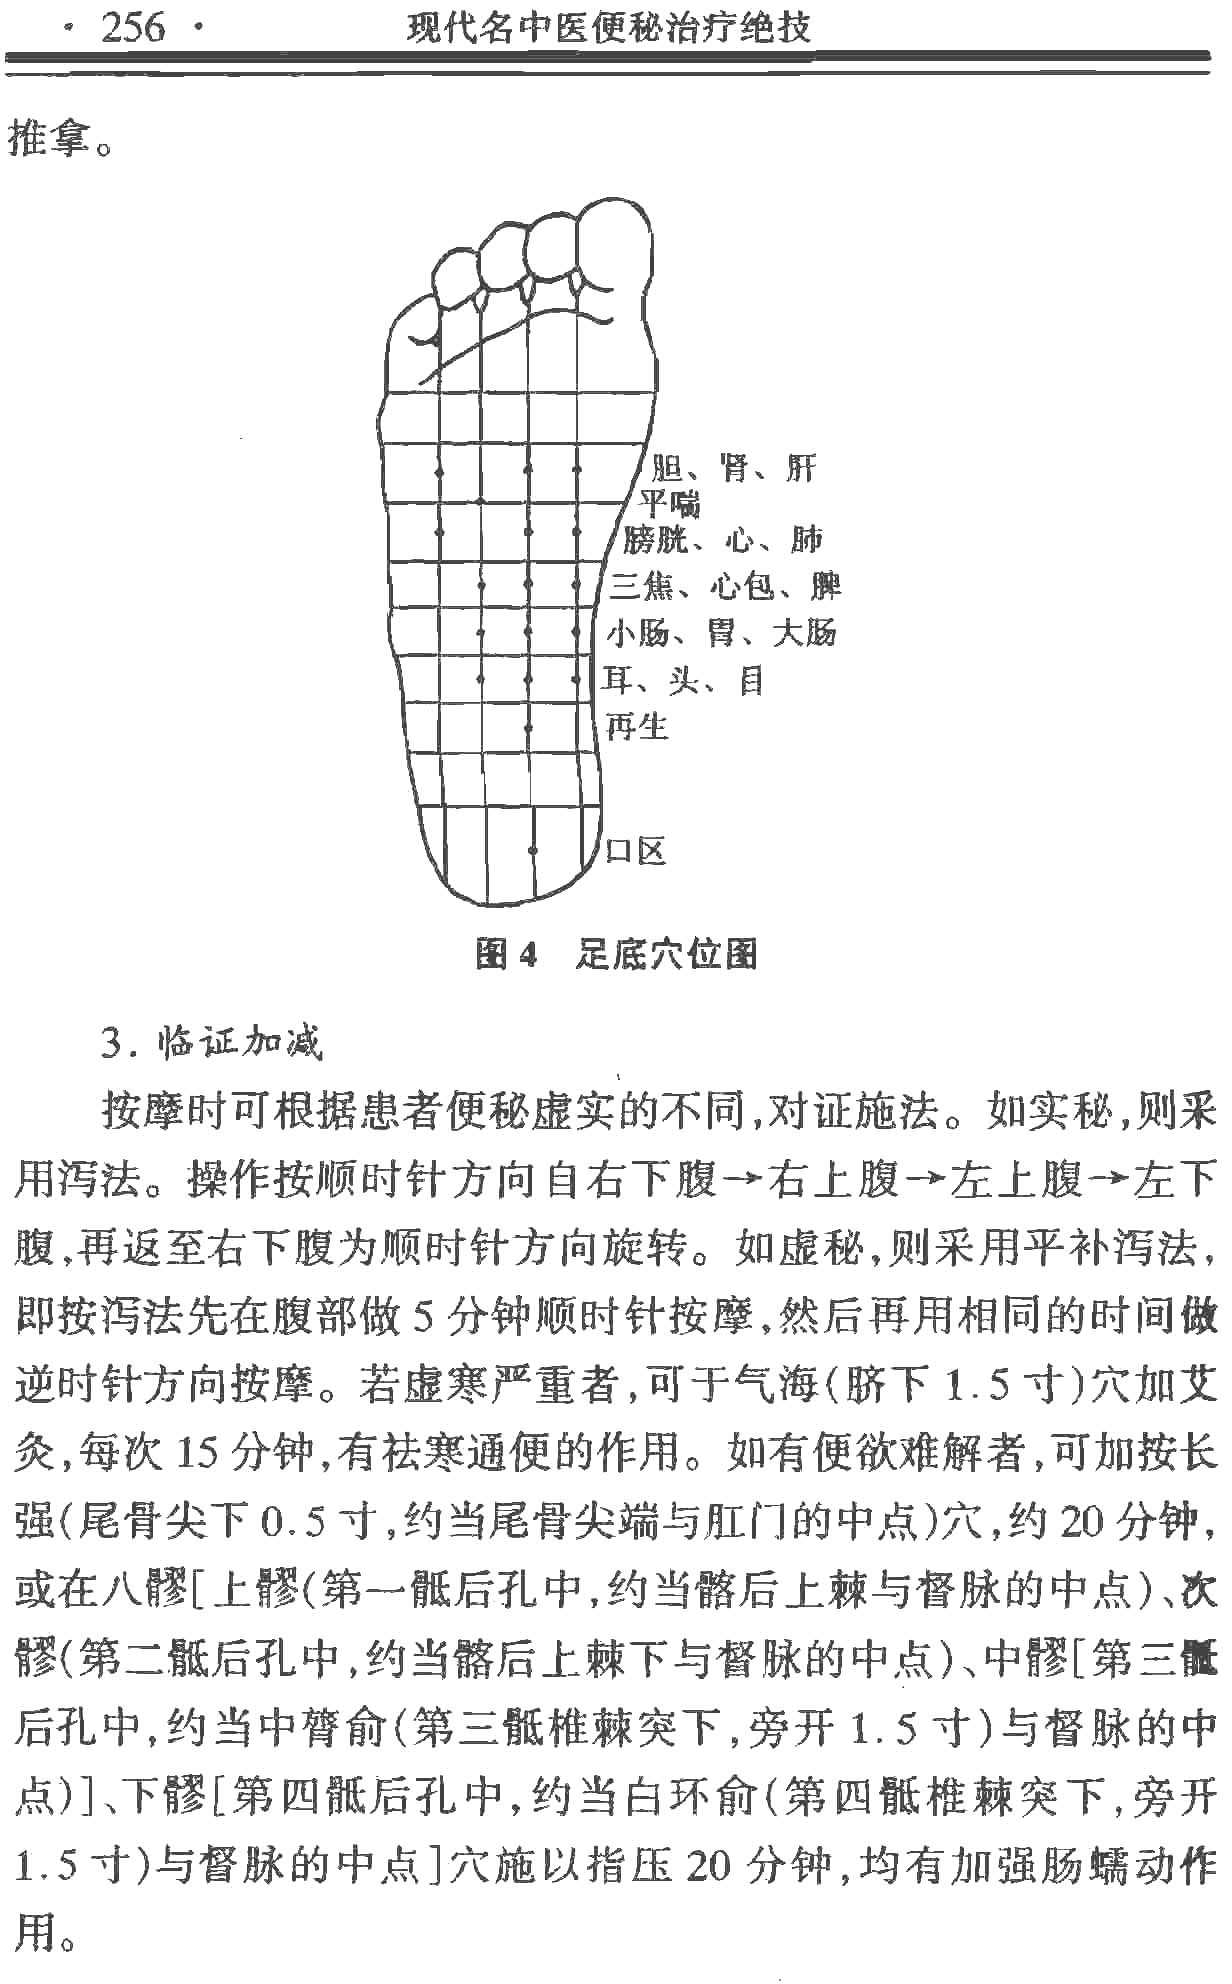 · 256 ·
现代名中医便秘治疗绝技
推拿。
胆、肾、肝
平喘
膀胱、心、肺
三焦、心包、脾
小肠、胃、大肠
耳、头、目
再生
口区
图 4 足底穴位图
3. 临证加减
按摩时可根据患者便秘虚实的不同,对证施法。如实秘,则采
用泻法。操作按顺时针方向自右下腹→右上腹→左上腹→左下
腹,再返至右下腹为顺时针方向旋转。如虚秘,则采用平补泻法,
即按泻法先在腹部做 5 分钟顺时针按摩,然后再用相同的时间做
逆时针方向按摩。若虚寒严重者,可于气海(脐下 1.5 寸)穴加艾
灸,每次 15 分钟,有祛寒通便的作用。如有便欲难解者,可加按长
强(尾骨尖下 0.5 寸,约当尾骨尖端与肛门的中点)穴,约 20 分钟,
或在八髎[上髎(第一骶后孔中,约当髂后上棘与督脉的中点)、次
髎(第二骶后孔中,约当髂后上棘下与督脉的中点)、中髎[第三骶
后孔中,约当中膂俞(第三骶椎棘突下,旁开 1.5 寸)与督脉的中
点)]、下髎[第四骶后孔中,约当白环俞(第四骶椎棘突下,旁开
1.5 寸)与督脉的中点]穴施以指压 20 分钟,均有加强肠蠕动作
用。